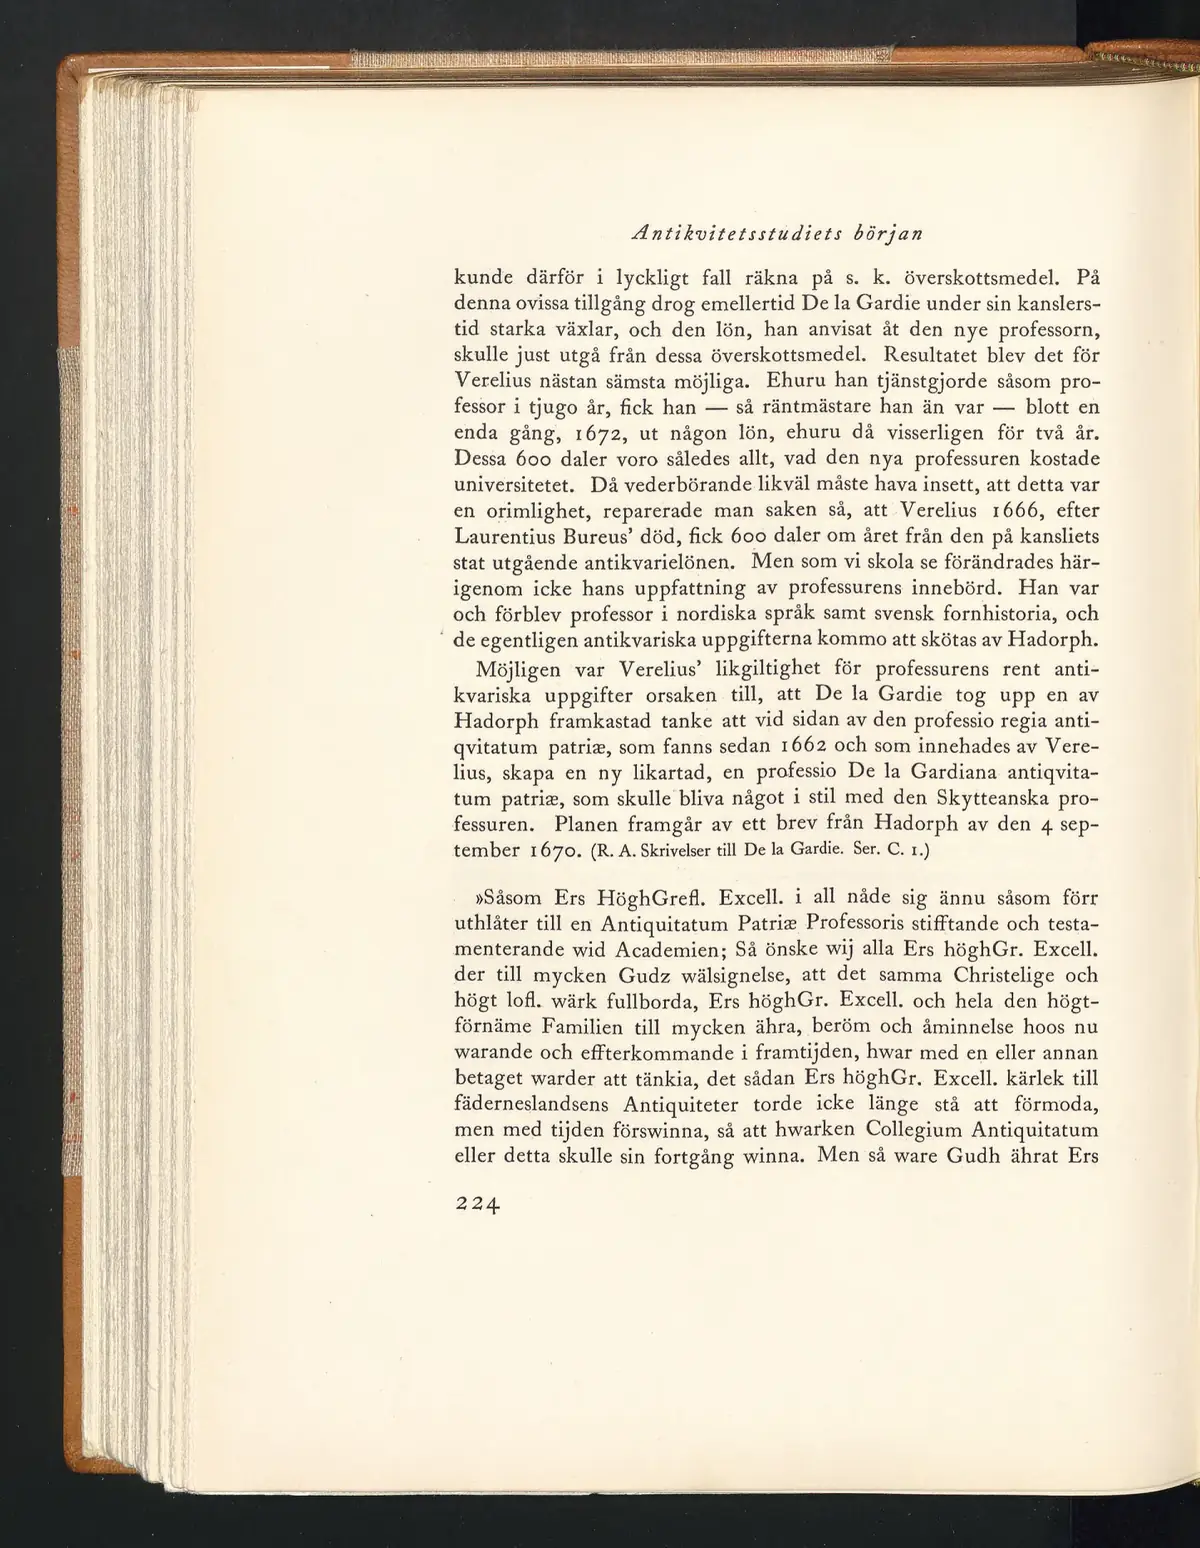 Antikvitetsstudiets början
kunde därför i lyckligt fall räkna på s. k. överskottsmedel. På
denna ovissa tillgång drog emellertid De la Gardie under sin kanslers-
tid starka växlar, och den lön, han anvisat åt den nye professorn,
skulle just utgå från dessa överskottsmedel. Resultatet blev det för
Verelius nästan sämsta möjliga. Ehuru han tjänstgjorde såsom pro-
fessor i tjugo år, fick han — så räntmästare han än var — blott en
enda gång, 1672, ut någon lön, ehuru då visserligen för två år.
Dessa 600 daler voro således allt, vad den nya professuren kostade
universitetet. Då vederbörande likväl måste hava insett, att detta var
en orimlighet, reparerade man saken så, att Verelius 1666, efter
Laurentius Bureus’ död, fick 600 daler om året från den på kansliets
stat utgående antikvarielönen. Men som vi skola se förändrades här-
igenom icke hans uppfattning av professurens innebörd. Han var
och förblev professor i nordiska språk samt svensk fornhistoria, och
de egentligen antikvariska uppgifterna kommo att skötas av Hadorph.
Möjligen var Verelius’ likgiltighet för professurens rent anti-
kvariska uppgifter orsaken till, att De la Gardie tog upp en av
Hadorph framkastad tanke att vid sidan av den professio regia anti-
qvitatum patriæ, som fanns sedan 1662 och som innehades av Vere-
lius, skapa en ny likartad, en professio De la Gardiana antiqvita-
tum patriæ, som skulle bliva något i stil med den Skytteanska pro-
fessuren. Planen framgår av ett brev från Hadorph av den 4 sep-
tember 1670. (R. A. Skrivelser till De la Gardie. Ser. C. 1.)
»Såsom Ers HöghGrefl. Excell. i all nåde sig ännu såsom förr
uthlåter till en Antiquitatum Patriæ Professoris stifftande och testa-
menterande wid Academien; Så önske wij alla Ers höghGr. Excell.
der till mycken Gudz wälsignelse, att det samma Christelige och
högt lofl. wärk fullborda, Ers höghGr. Excell. och hela den högt-
förnäme Familien till mycken ähra, beröm och åminnelse hoos nu
warande och effterkommande i framtijden, hwar med en eller annan
betaget warder att tänkia, det sådan Ers höghGr. Excell. kärlek till
fäderneslandsens Antiquiteter torde icke länge stå att förmoda,
men med tijden förswinna, så att hwarken Collegium Antiquitatum
eller detta skulle sin fortgång winna. Men så ware Gudh ährat Ers
224